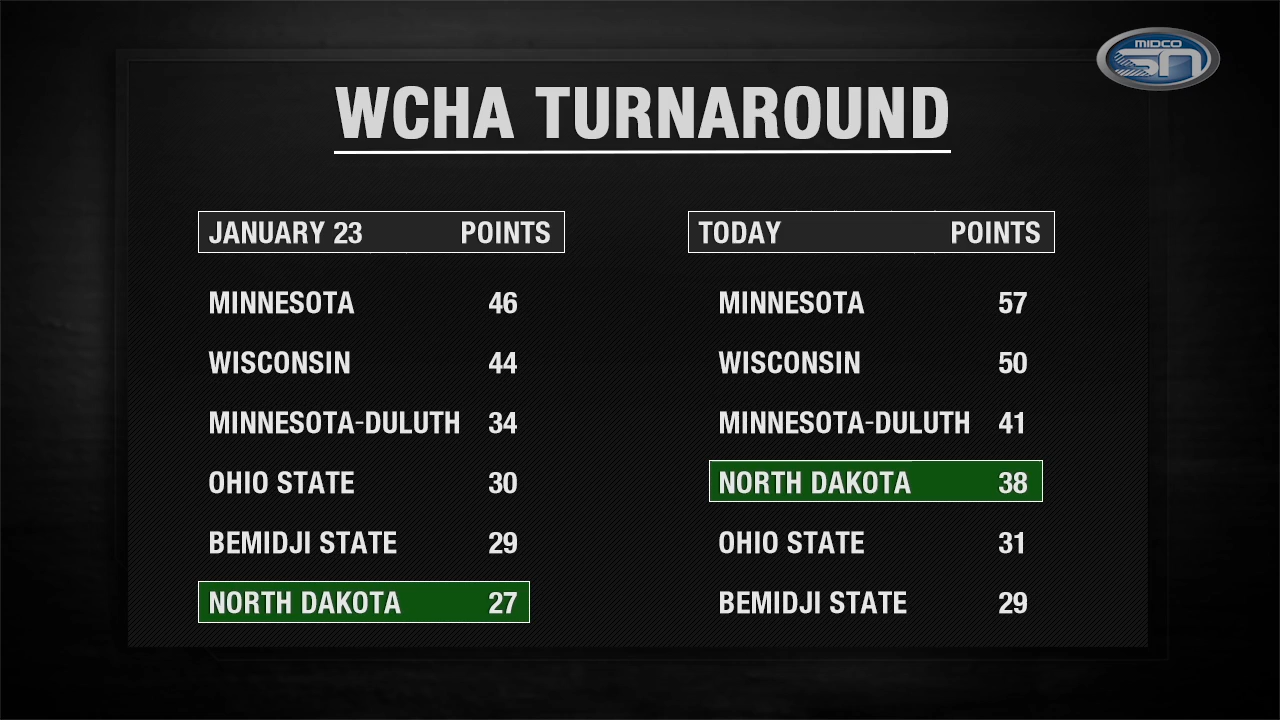 MIDCO
SN
WCHA TURNAROUND
JANUARY 23 POINTS
MINNESOTA 46
WISCONSIN 44
MINNESOTA-DULUTH 34
OHIO STATE 30
BEMIDJI STATE 29
NORTH DAKOTA 27
TODAY POINTS
MINNESOTA 57
WISCONSIN 50
MINNESOTA-DULUTH 41
NORTH DAKOTA 38
OHIO STATE 31
BEMIDJI STATE 29